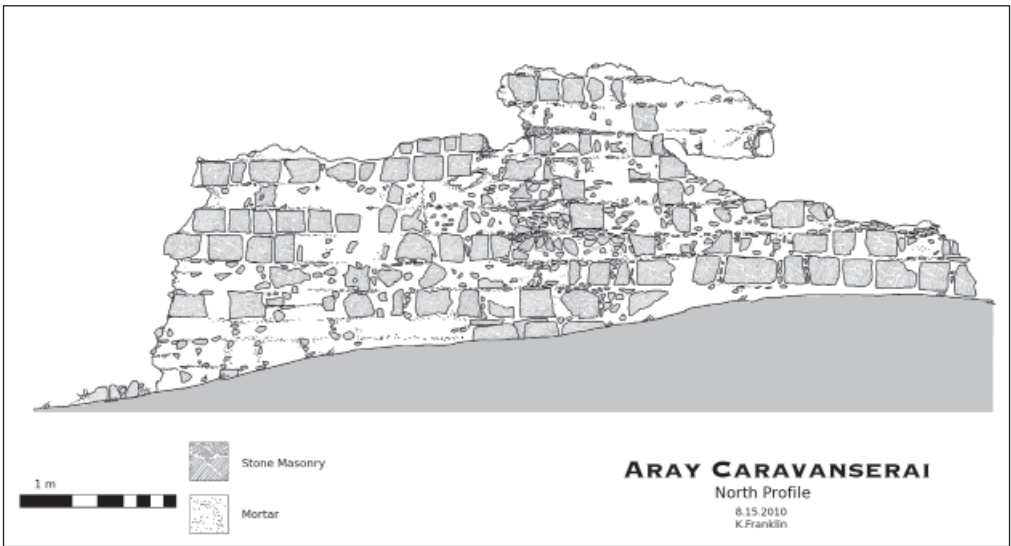 1 m
Stone Masonry
Mortar
ARAY CARAVANSERAI
North Profile
8.15.2010
K.Franklin